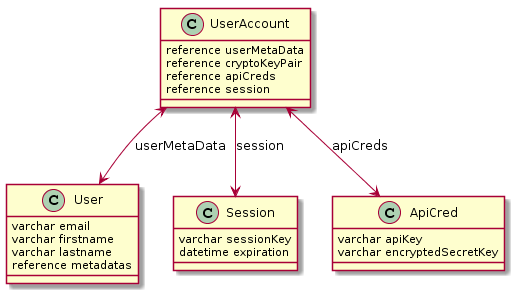 C UserAccount
reference userMetaData
reference cryptoKeyPair
reference apiCreds
reference session
userMetaData
session
apiCreds
C User
varchar email
varchar firstname
varchar lastname
reference metadatas
C Session
varchar sessionKey
datetime expiration
C ApiCred
varchar apiKey
varchar encryptedSecretKey